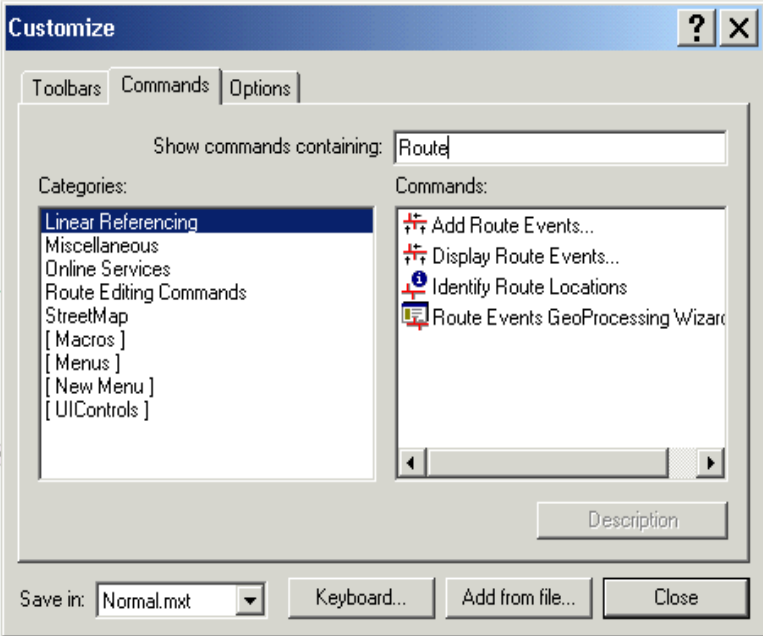 Customize
Toolbars Commands Options
Show commands containing: Route
Categories: Commands:
Linear Referencing
Miscellaneous
Online Services
Route Editing Commands
StreetMap
[ Macros ]
[ Menus ]
[ New Menu ]
[ UIControls ]
Add Route Events...
Display Route Events...
Identify Route Locations
Route Events GeoProcessing Wizard
Description
Save in: Normal.mxt Keyboard... Add from file... Close